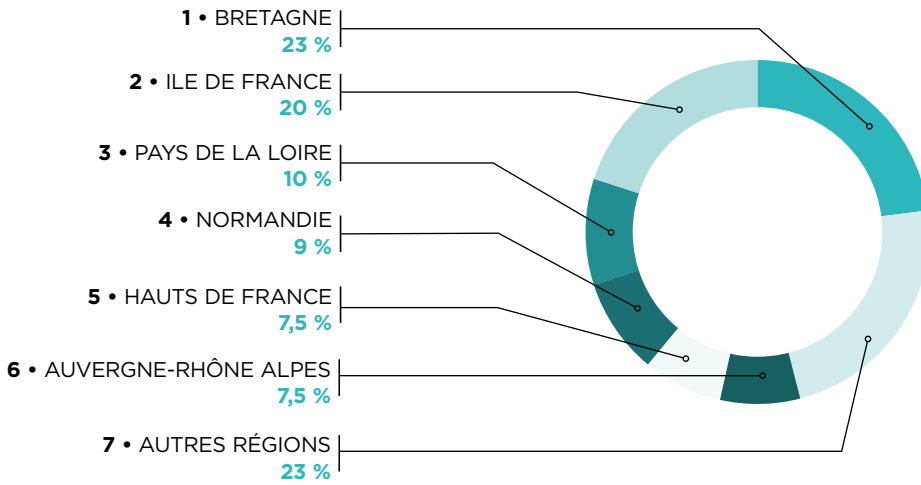 1 • BRETAGNE
23 %
2 • ILE DE FRANCE
20 %
3 • PAYS DE LA LOIRE
10 %
4 • NORMANDIE
9 %
5 • HAUTS DE FRANCE
7,5 %
6 • AUVERGNE-RHÔNE ALPES
7,5 %
7 • AUTRES RÉGIONS
23 %